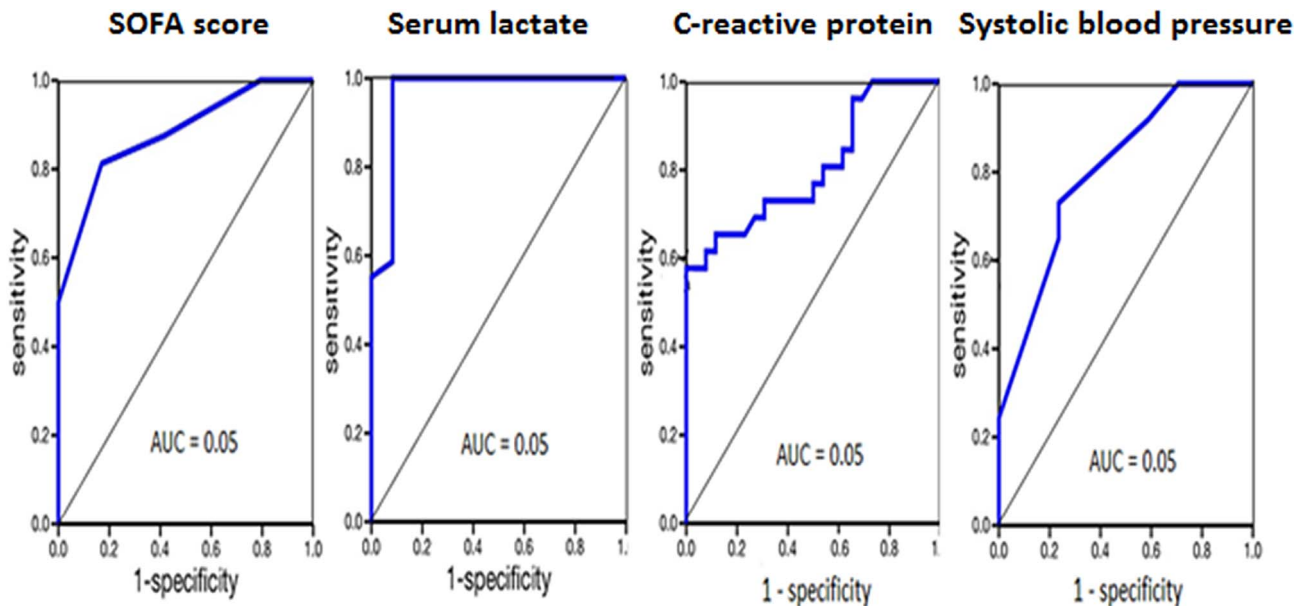 SOFA score
1.0
0.8
0.6
0.4
0.2
0.0
sensitivity
AUC = 0.05
0.0 0.2 0.4 0.6 0.8 1.0
1-specificity
Serum lactate
1.0
0.8
0.6
0.4
0.2
0.0
sensitivity
AUC = 0.05
0.0 0.2 0.4 0.6 0.8 1.
1-specificity
C-reactive protein
1.0
0.8
0.6
0.4
0.2
0.0
sensitivity
AUC = 0.05
0.0 0.2 0.4 0.6 0.8 1.
1 - specificity
Systolic blood pressure
1.0
0.8
0.6
0.4
0.2
0.0
sensitivity
AUC = 0.05
0.0 0.2 0.4 0.6 0.8 1.0
1 - specificity